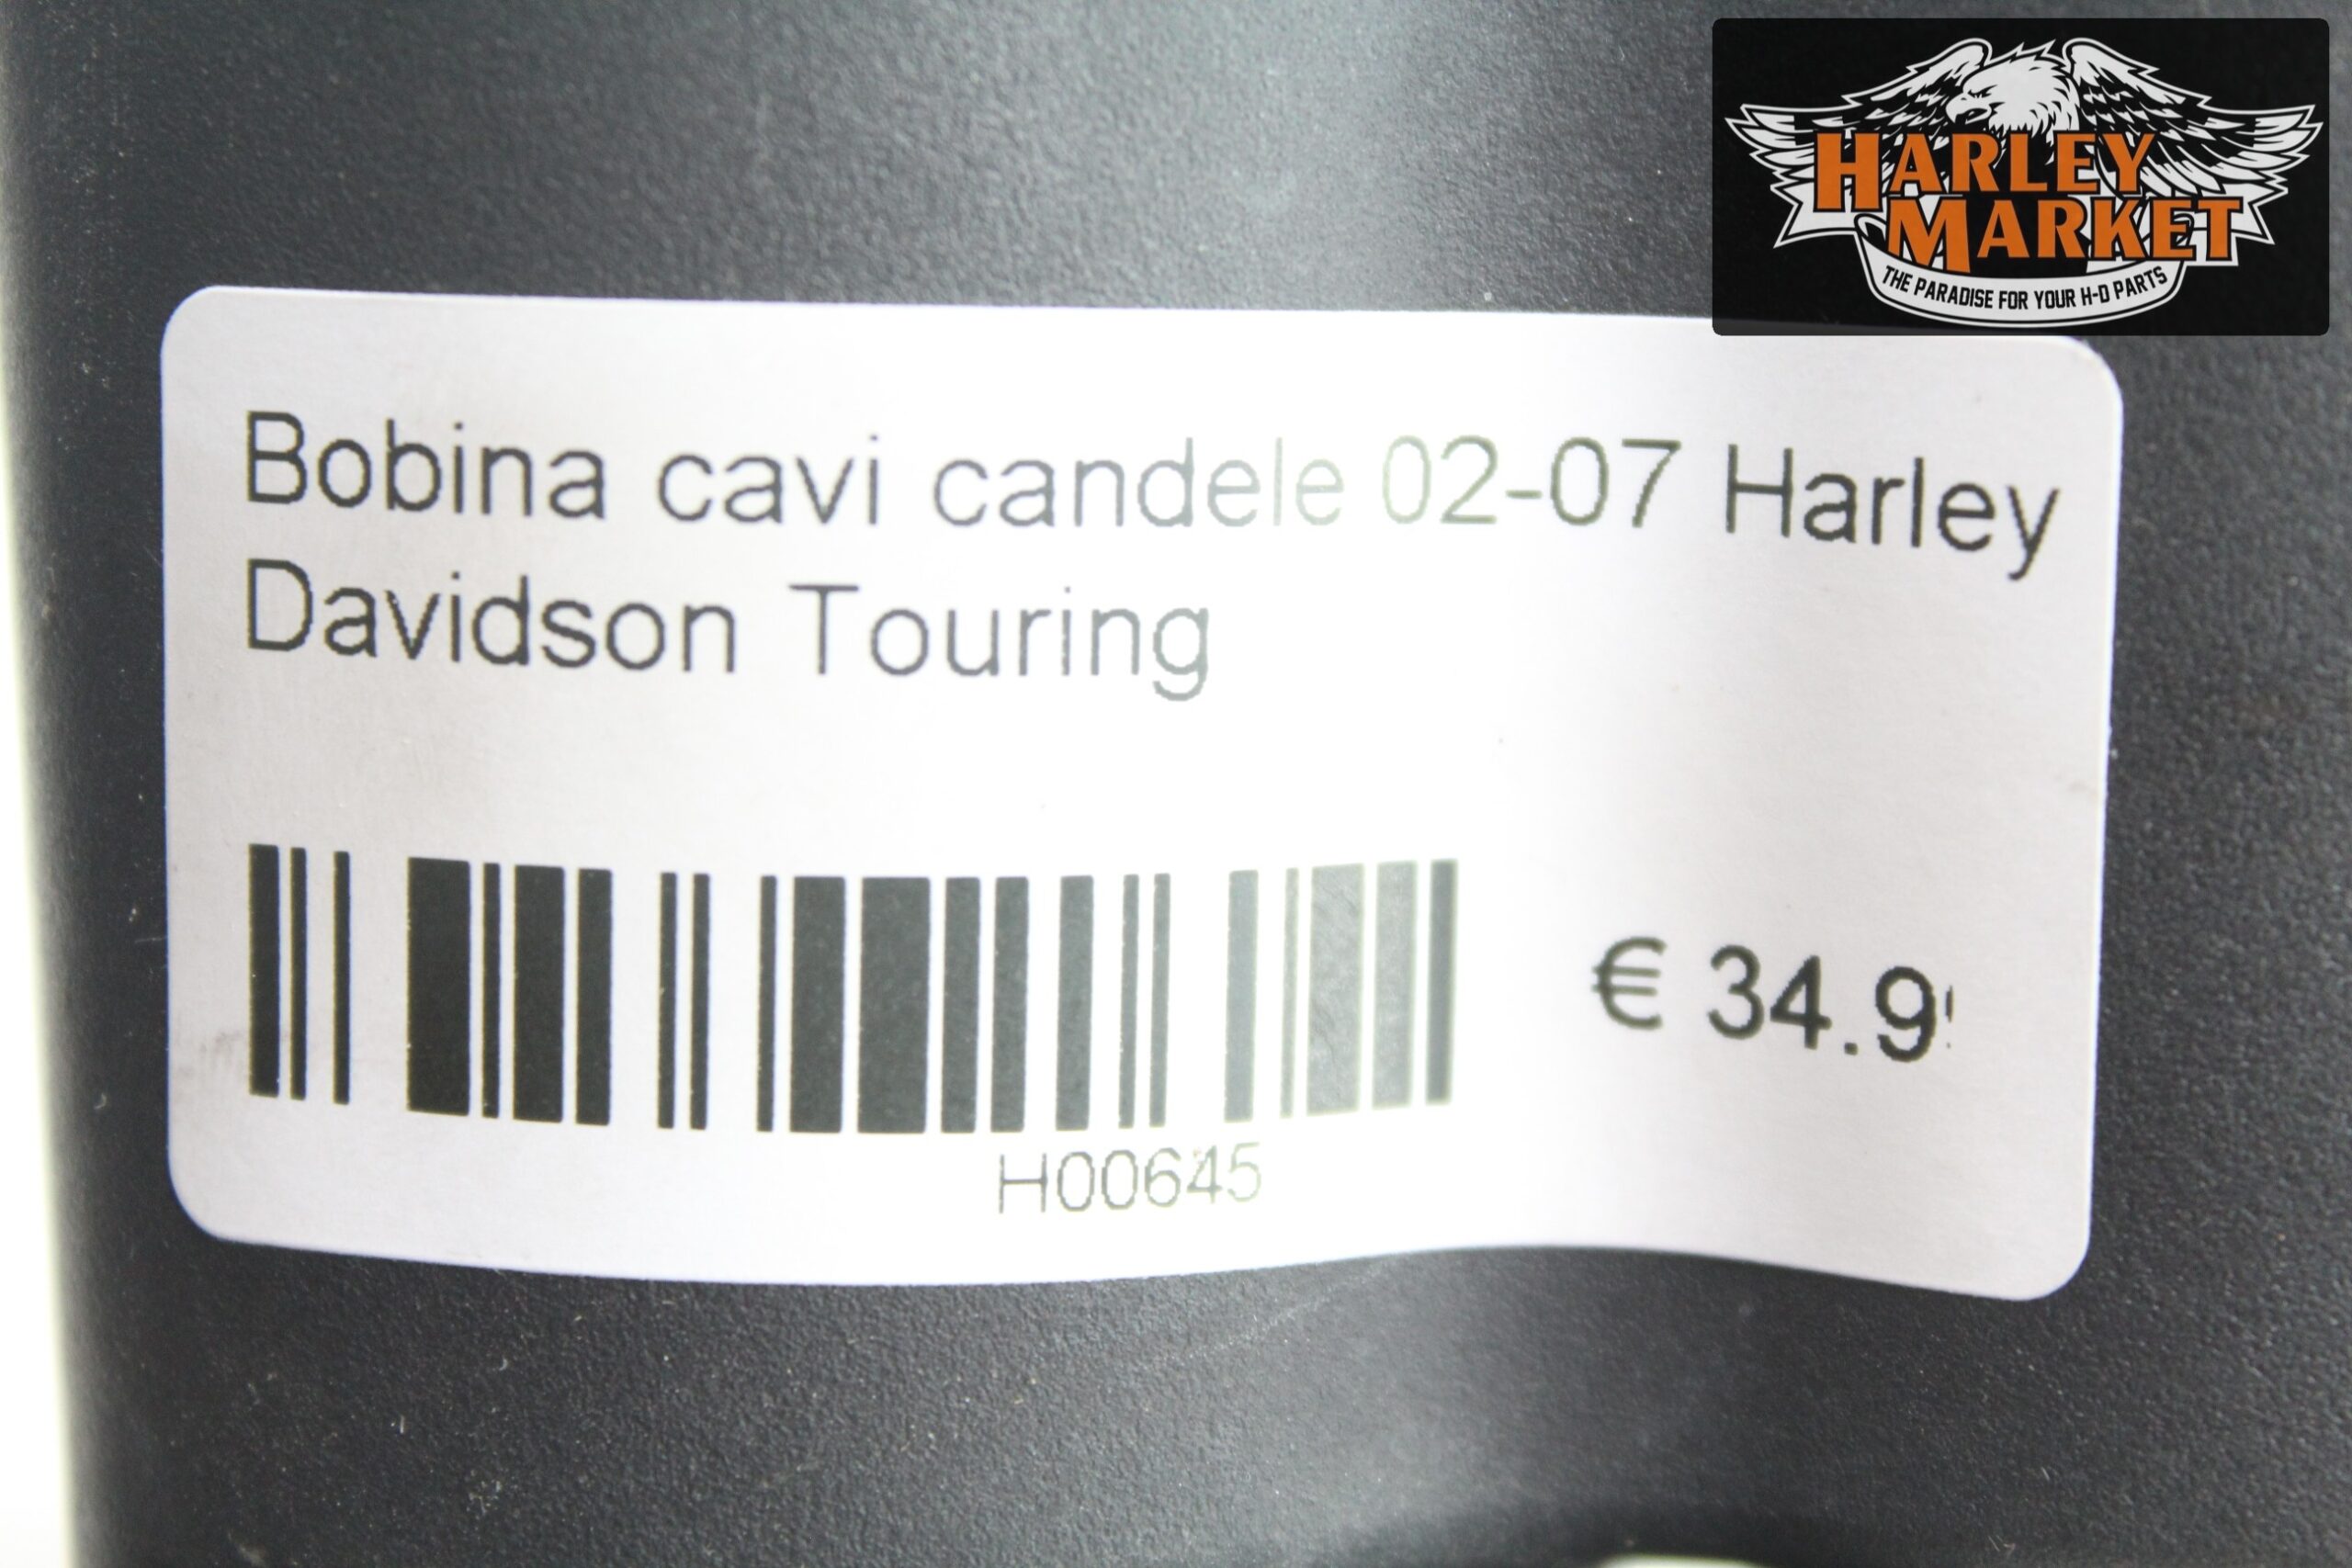 HARLEY
MARKET
THE PARADISE FOR YOUR H-D PARTS
Bobina cavi candele 02-07 Harley
Davidson Touring
€ 34.9
H00645